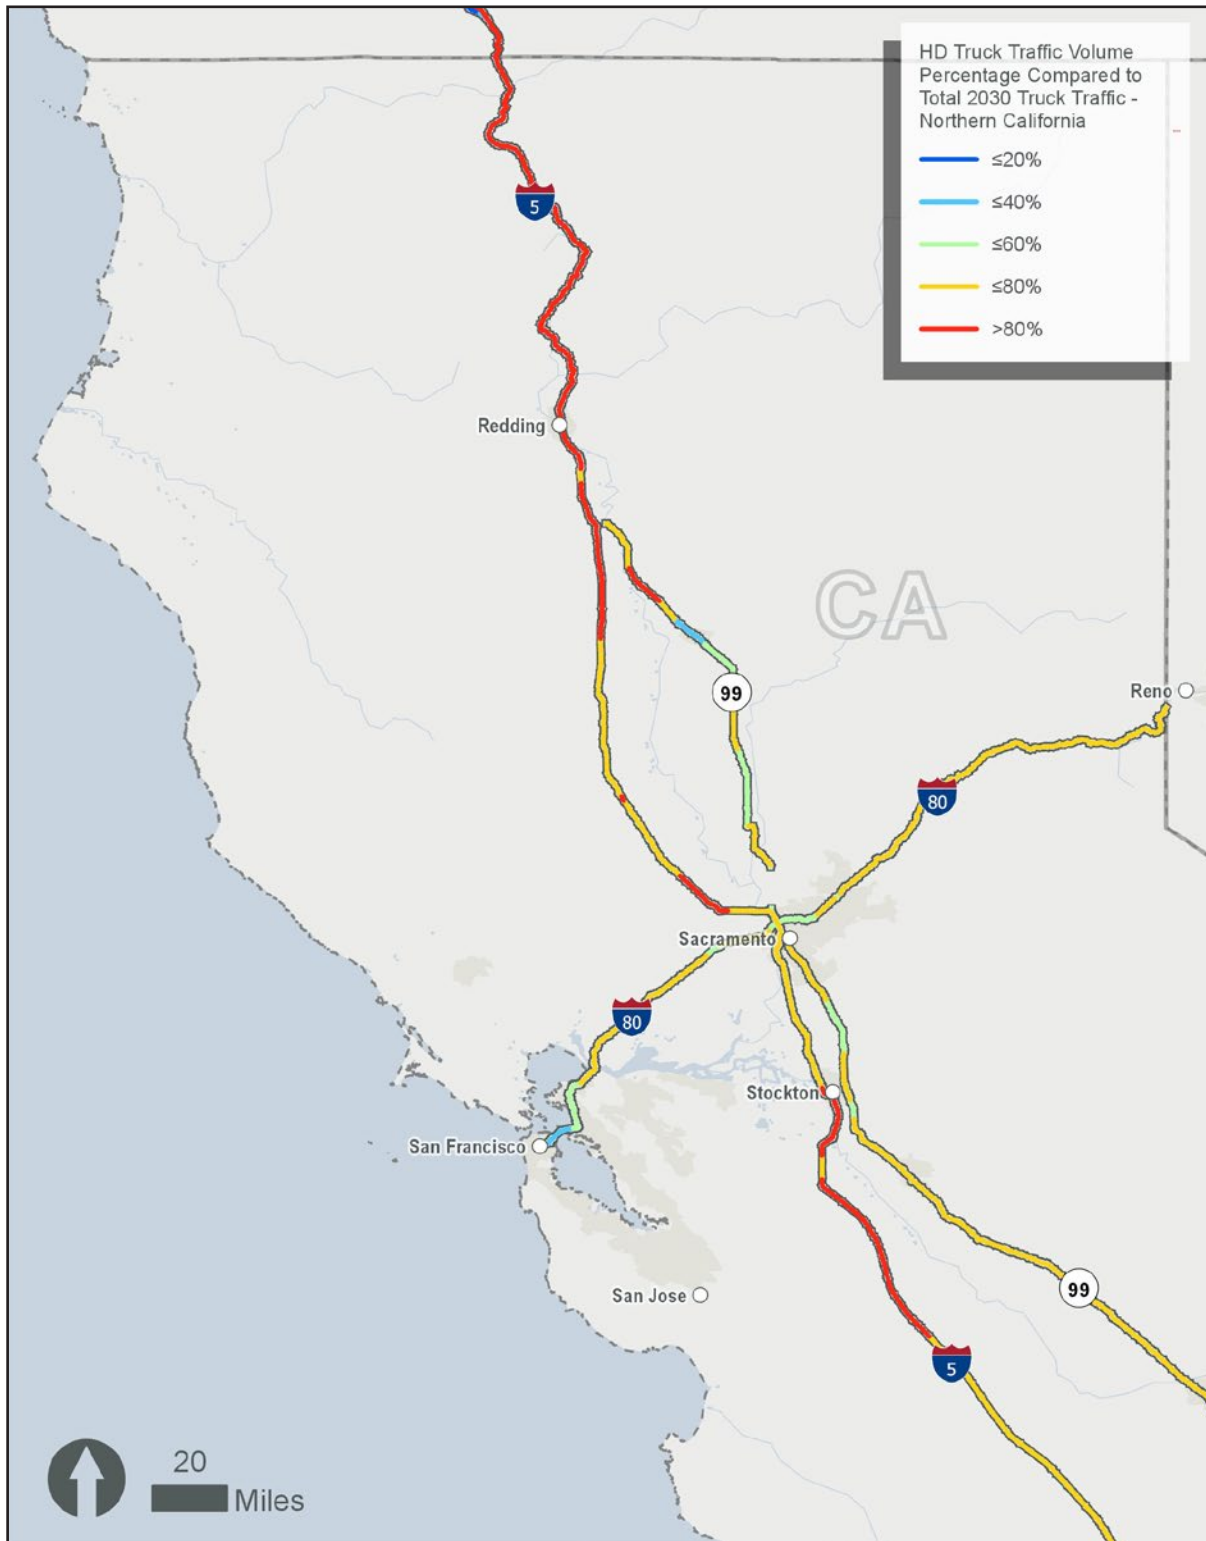 HD Truck Traffic Volume
Percentage Compared to
Total 2030 Truck Traffic -
Northern California
≤20%
≤40%
≤60%
≤80%
>80%
5
Redding
CA
99
Reno
80
Sacramento
80
Stockton
San Francisco
99
San Jose
5
20
Miles